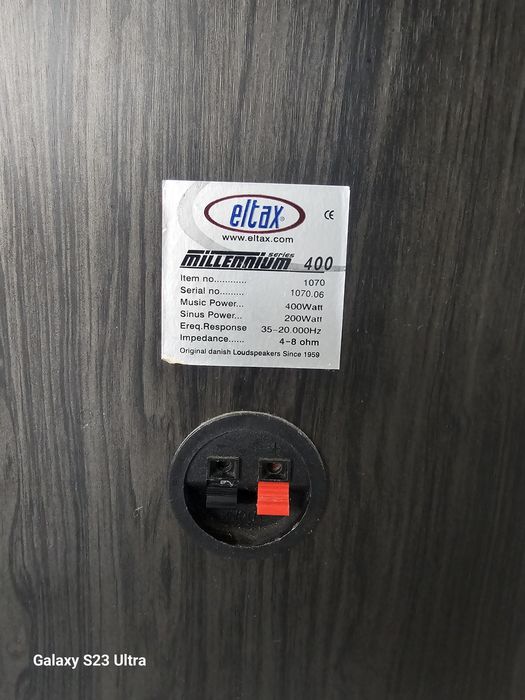 eltax®
CE
www.eltax.com
series
MILLENNIUM 400
Item no............ 1070
Serial no......... 1070.06
Music Power... 400Watt
Sinus Power... 200Watt
Ereq.Response 35-20.000Hz
Impedance...... 4-8 ohm
Original danish Loudspeakers Since 1959
- +
Galaxy S23 Ultra